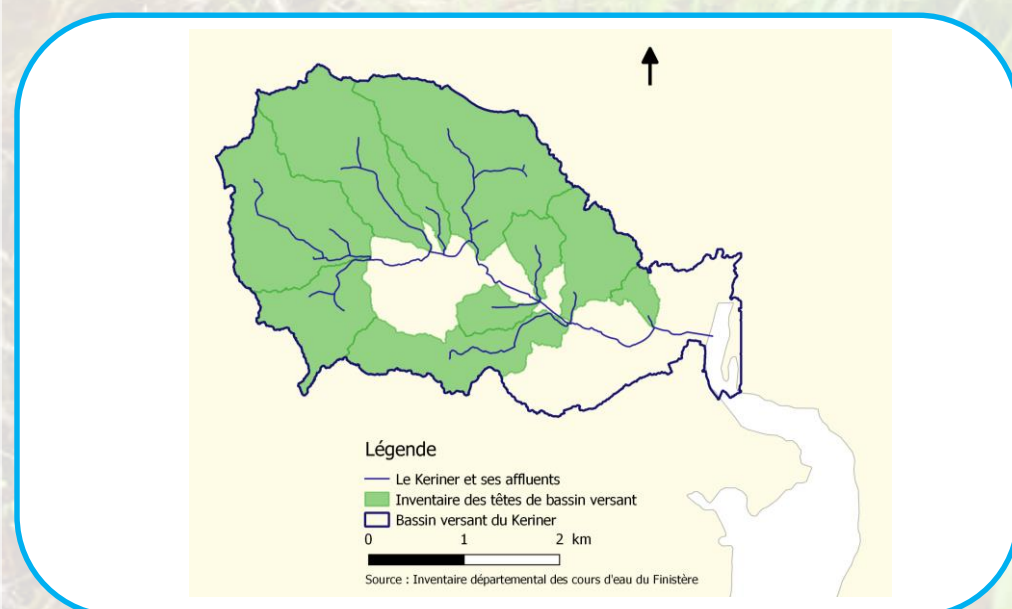 Légende
Le Keriner et ses affluents
Inventaire des têtes de bassin versant
Bassin versant du Keriner
0 1 2 km
Source : Inventaire départemental des cours d'eau du Finistère